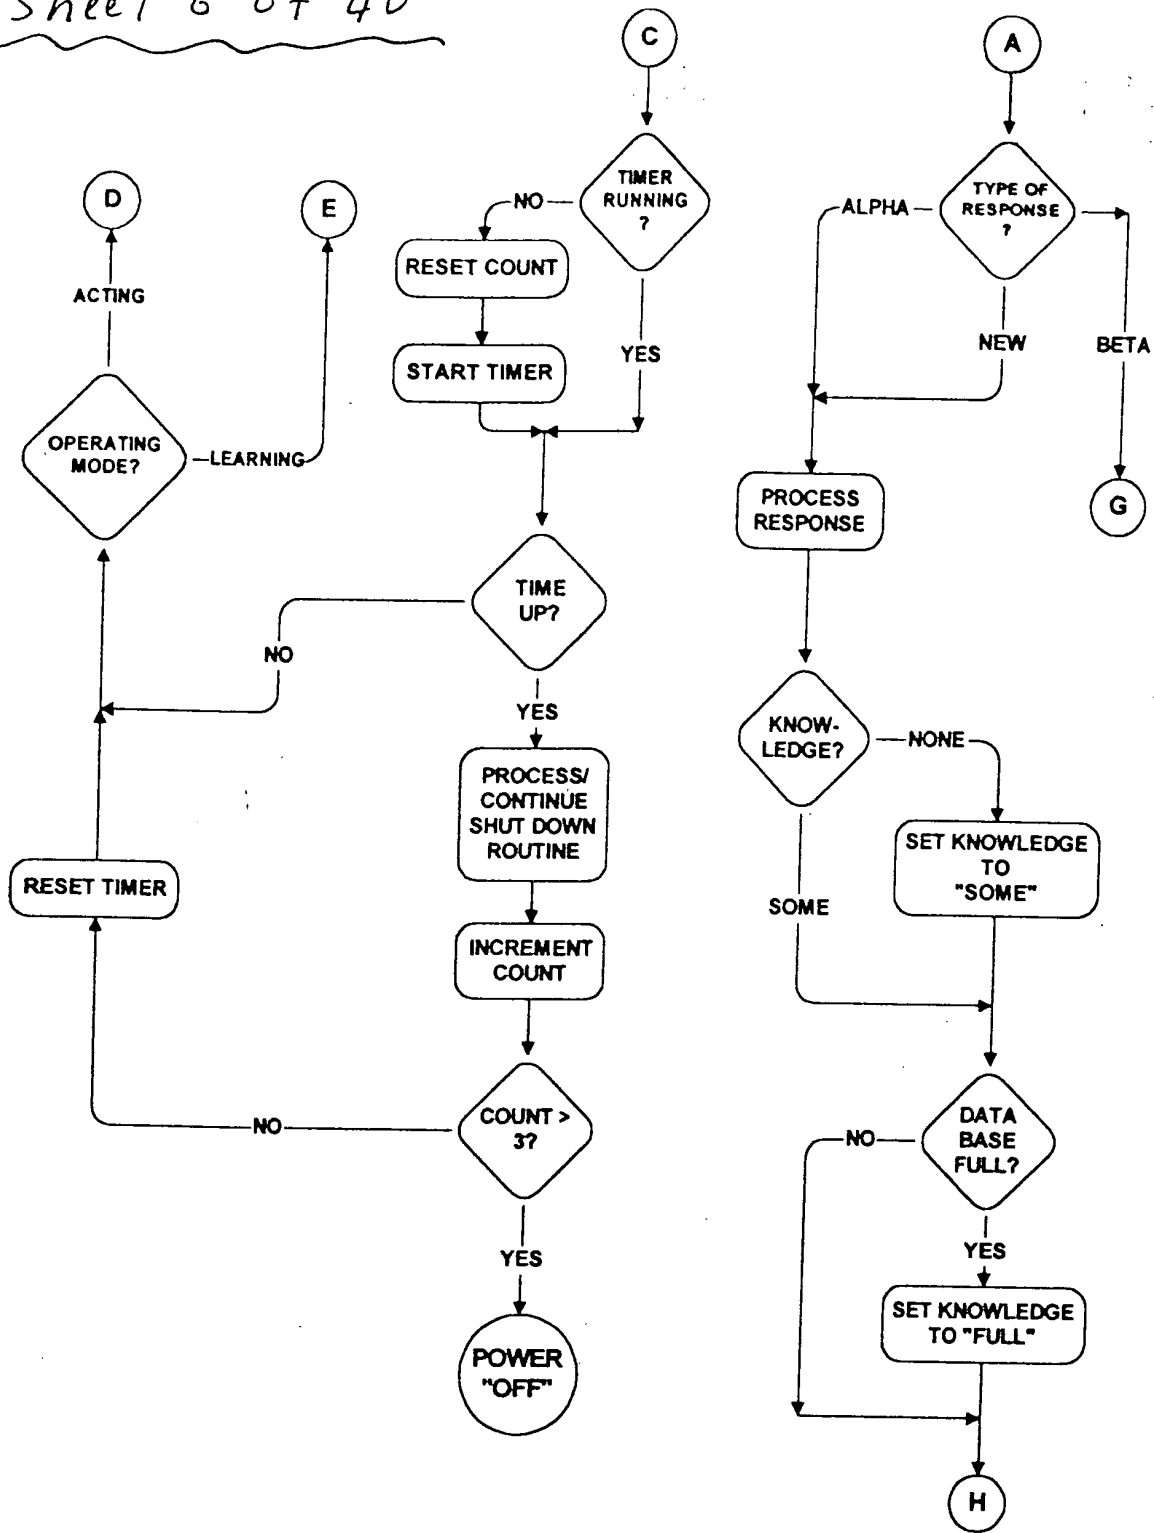 Sheet 6 of 40
C
A
D
E
TIMER
RUNNING
?
NO
TYPE OF
RESPONSE
?
ALPHA
RESET COUNT
ACTING
START TIMER
YES
NEW
BETA
OPERATING
MODE?
LEARNING
PROCESS
RESPONSE
G
TIME
UP?
NO
YES
KNOW-
LEDGE?
NONE
PROCESS/
CONTINUE
SHUT DOWN
ROUTINE
SET KNOWLEDGE
TO
"SOME"
RESET TIMER
SOME
INCREMENT
COUNT
COUNT >
3?
NO
DATA
BASE
FULL?
NO
YES
YES
SET KNOWLEDGE
TO "FULL"
POWER
"OFF"
H